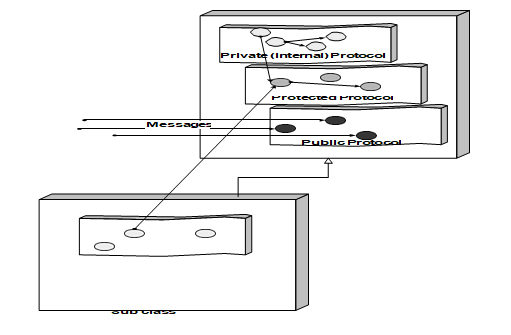 Private (Internal) Protocol
Protected Protocol
Messages
Public Protocol
Sub class